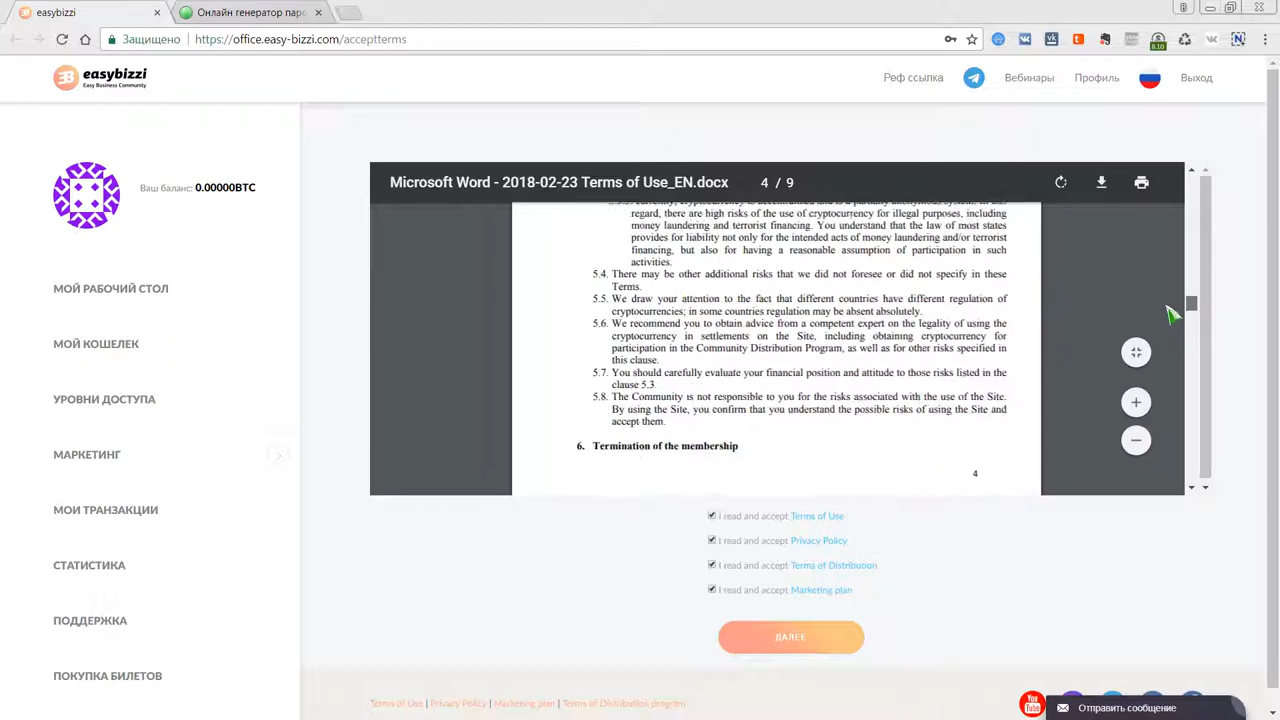 easybizzi
Онлайн генератор паро
Защищено https://office.easy-bizzi.com/acceptterms
8.10
easybizzi
Easy Business Community
Реф ссылка
Вебинары
Профиль
Выход
Ваш баланс: 0.00000BTC
МОЙ РАБОЧИЙ СТОЛ
МОЙ КОШЕЛЕК
УРОВНИ ДОСТУПА
МАРКЕТИНГ
МОИ ТРАНЗАКЦИИ
СТАТИСТИКА
ПОДДЕРЖКА
ПОКУПКА БИЛЕТОВ
Microsoft Word - 2018-02-23 Terms of Use_EN.docx 4 / 9
regard, there are high risks of the use of cryptocurrency for illegal purposes, including
money laundering and terrorist financing. You understand that the law of most states
provides for liability not only for the intended acts of money laundering and/or terrorist
financing, but also for having a reasonable assumption of participation in such
activities.
5.4. There may be other additional risks that we did not foresee or did not specify in these
Terms.
5.5. We draw your attention to the fact that different countries have different regulation of
cryptocurrencies; in some countries regulation may be absent absolutely.
5.6. We recommend you to obtain advice from a competent expert on the legality of using the
cryptocurrency in settlements on the Site, including obtaining cryptocurrency for
participation in the Community Distribution Program, as well as for other risks specified in
this clause.
5.7. You should carefully evaluate your financial position and attitude to those risks listed in the
clause 5.3.
5.8. The Community is not responsible to you for the risks associated with the use of the Site.
By using the Site, you confirm that you understand the possible risks of using the Site and
accept them.
6. Termination of the membership
4
I read and accept Terms of Use
I read and accept Privacy Policy
I read and accept Terms of Distribution
I read and accept Marketing plan
ДАЛЕЕ
Terms of Use | Privacy Policy | Marketing plan | Terms of Distribution program
You Tube
Отправить сообщение